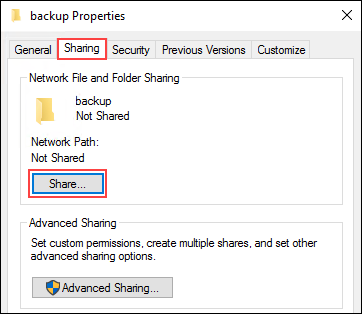 backup Properties
General Sharing Security Previous Versions Customize
Network File and Folder Sharing
backup
Not Shared
Network Path:
Not Shared
Share...
Advanced Sharing
Set custom permissions, create multiple shares, and set other
advanced sharing options.
Advanced Sharing...